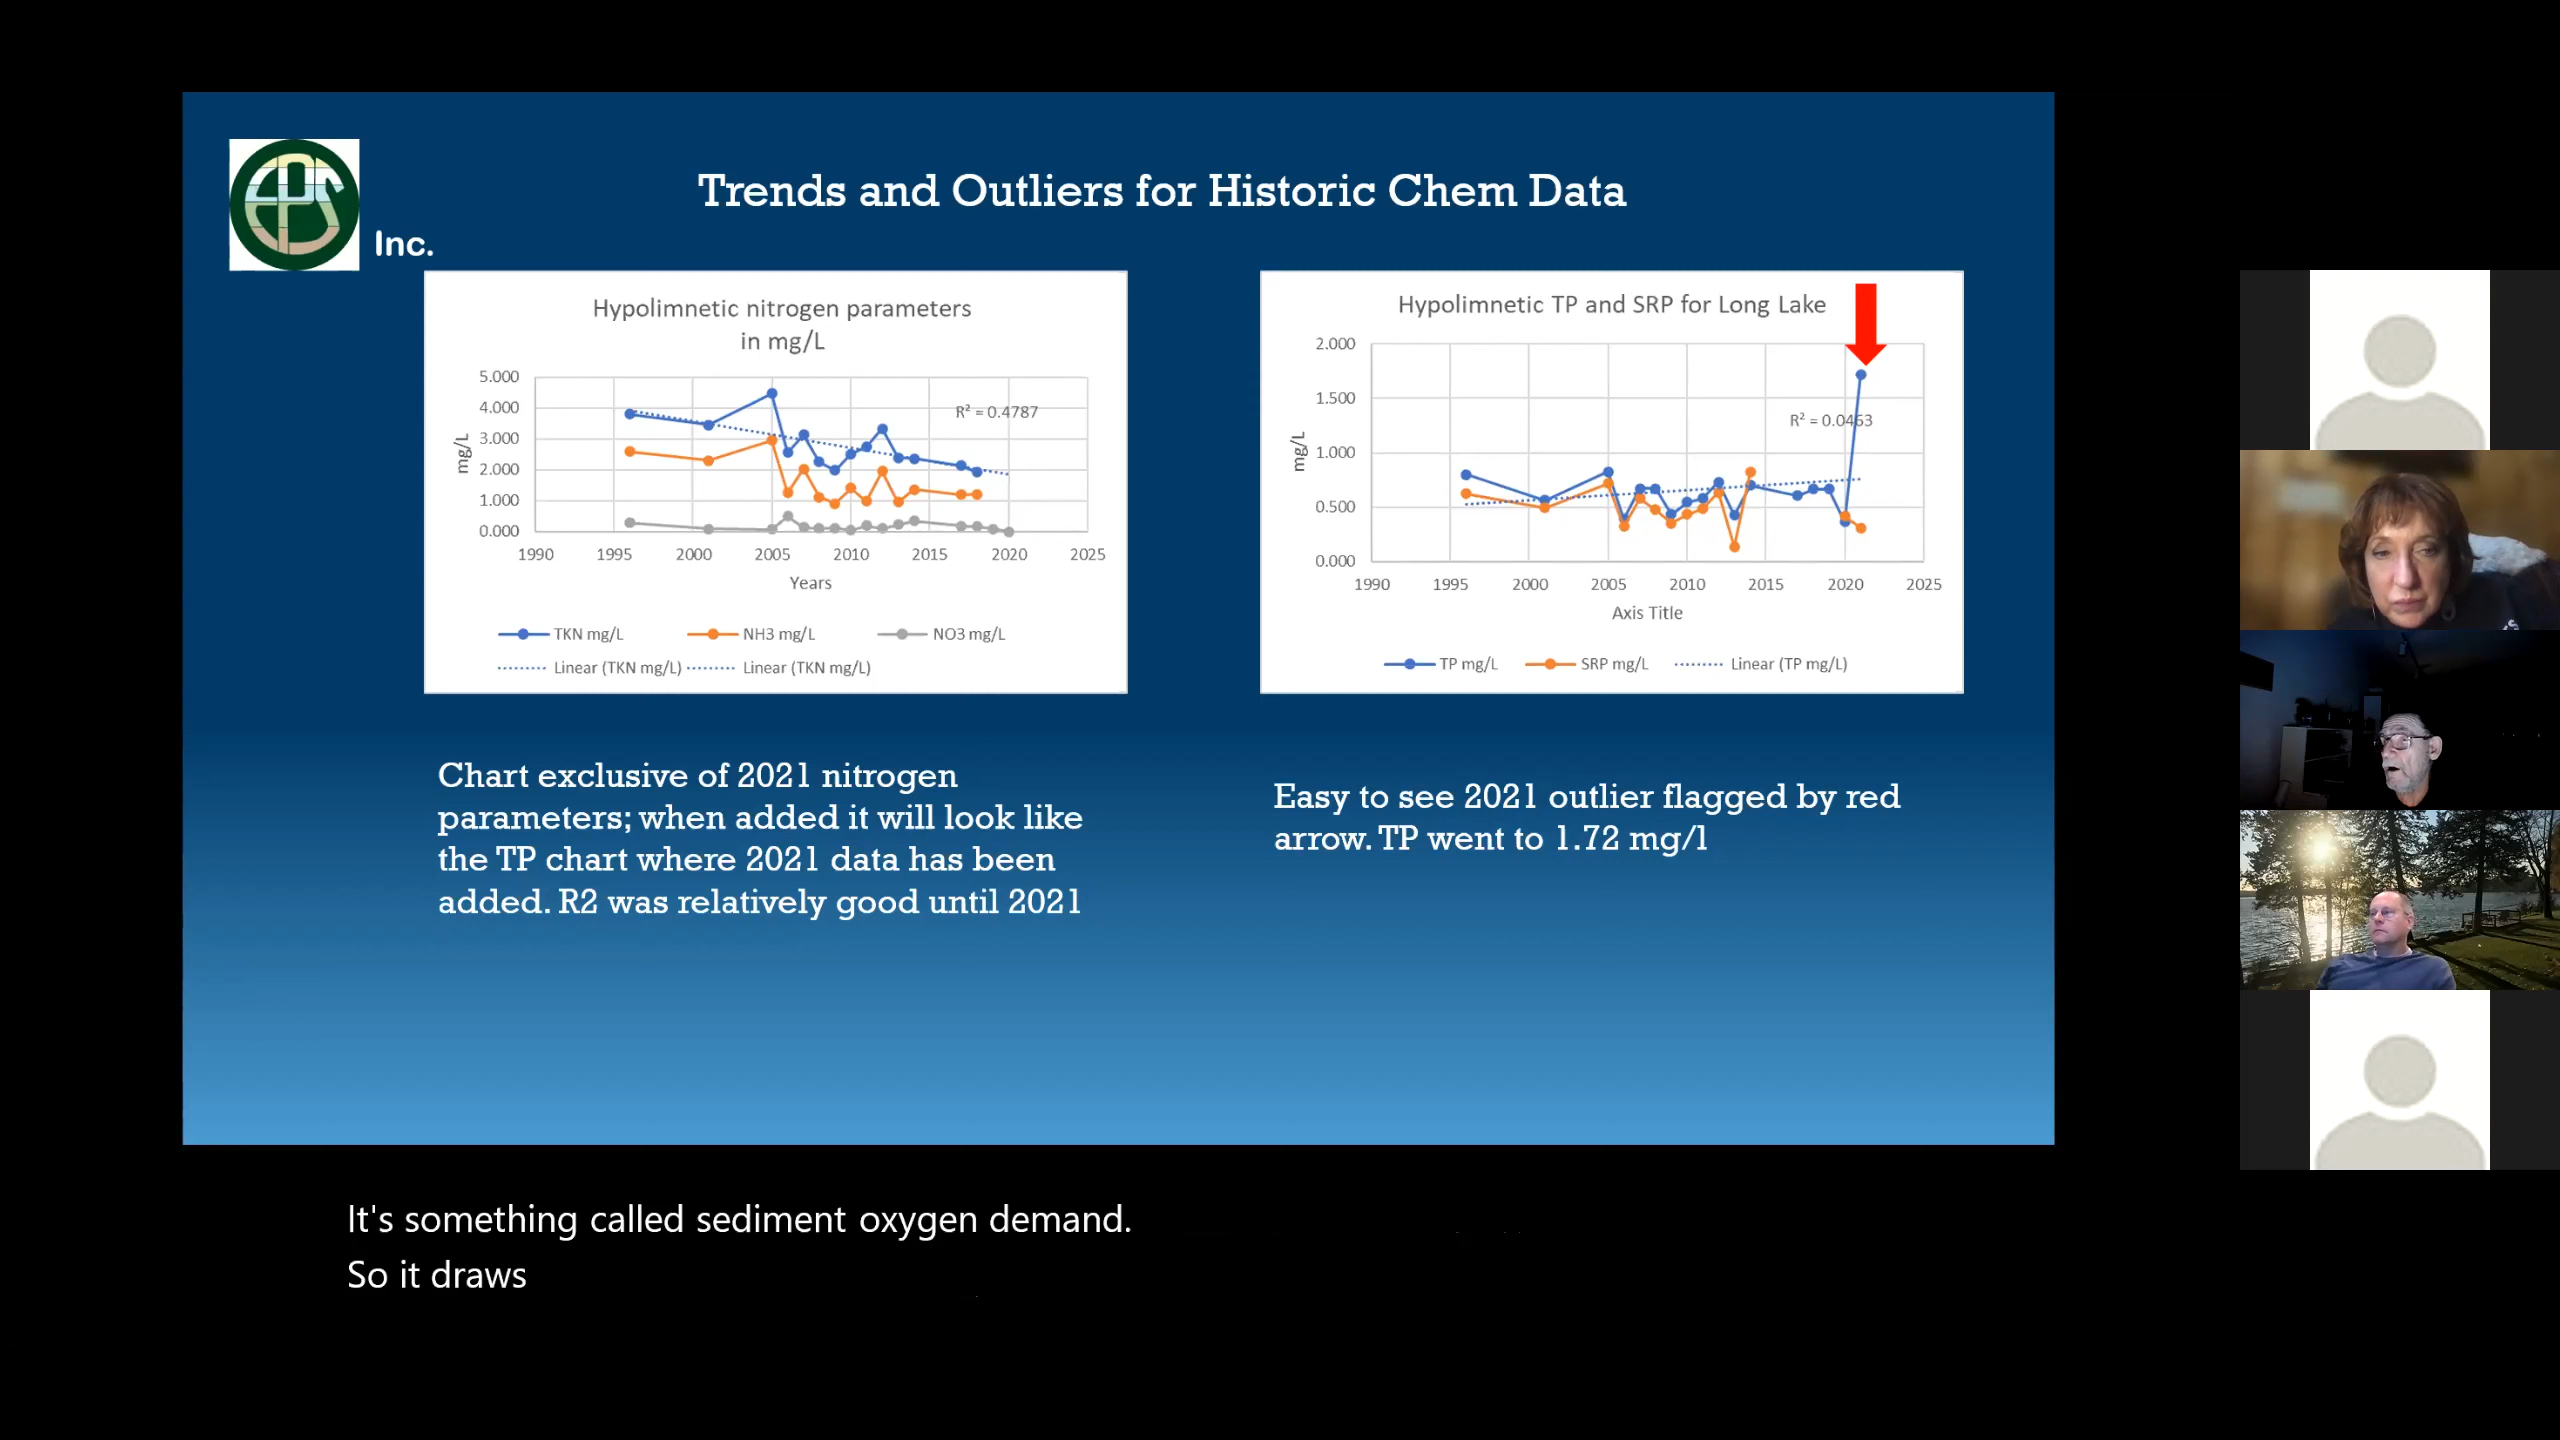 Trends and Outliers for Historic Chem Data
EPS
Inc.
Hypolimnetic nitrogen parameters
in mg/L
5.000
4.000
3.000
2.000
1.000
0.000
mg/L
R² = 0.4787
1990 1995 2000 2005 2010 2015 2020 2025
Years
TKN mg/L NH3 mg/L NO3 mg/L
Linear (TKN mg/L) Linear (TKN mg/L)
Hypolimnetic TP and SRP for Long Lake
2.000
1.500
1.000
0.500
0.000
mg/L
R² = 0.0463
1990 1995 2000 2005 2010 2015 2020 2025
Axis Title
TP mg/L SRP mg/L Linear (TP mg/L)
Chart exclusive of 2021 nitrogen
parameters; when added it will look like
the TP chart where 2021 data has been
added. R2 was relatively good until 2021
Easy to see 2021 outlier flagged by red
arrow. TP went to 1.72 mg/l
It's something called sediment oxygen demand.
So it draws